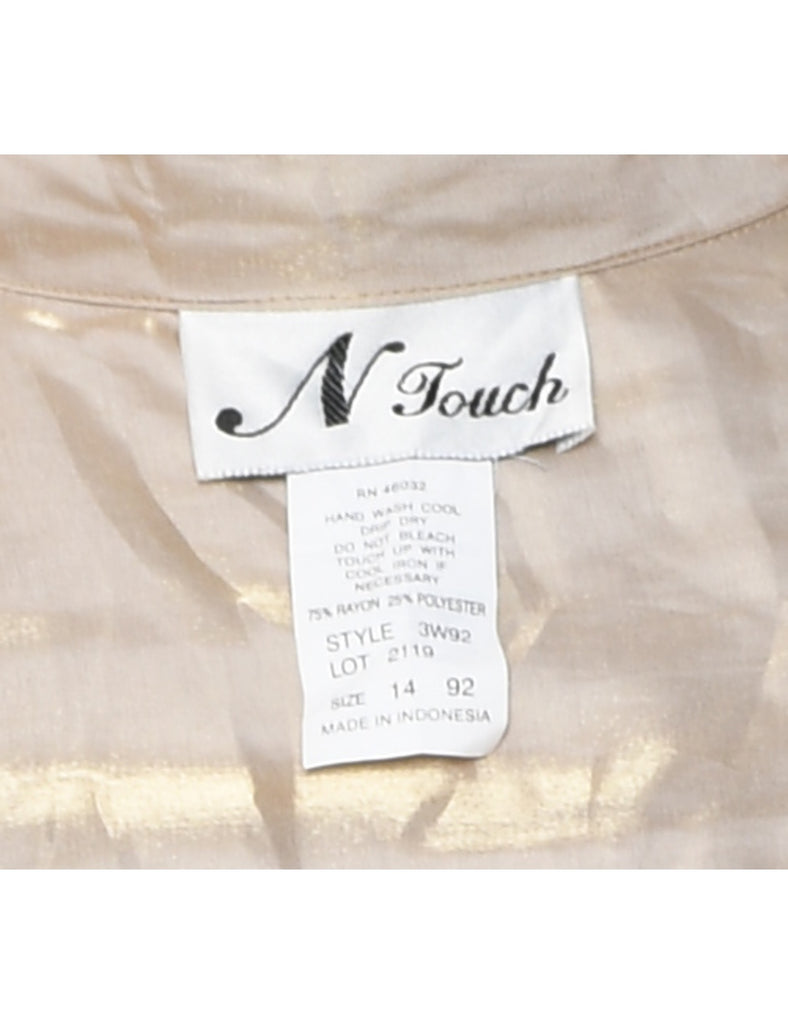 N Touch
RN 46032
HAND WASH COOL
DRIP DRY
DO NOT BLEACH
TOUCH UP WITH
COOL IRON IF
NECESSARY
75% RAYON 25% POLYESTER
STYLE 3W92
LOT 2119
SIZE 14 92
MADE IN INDONESIA